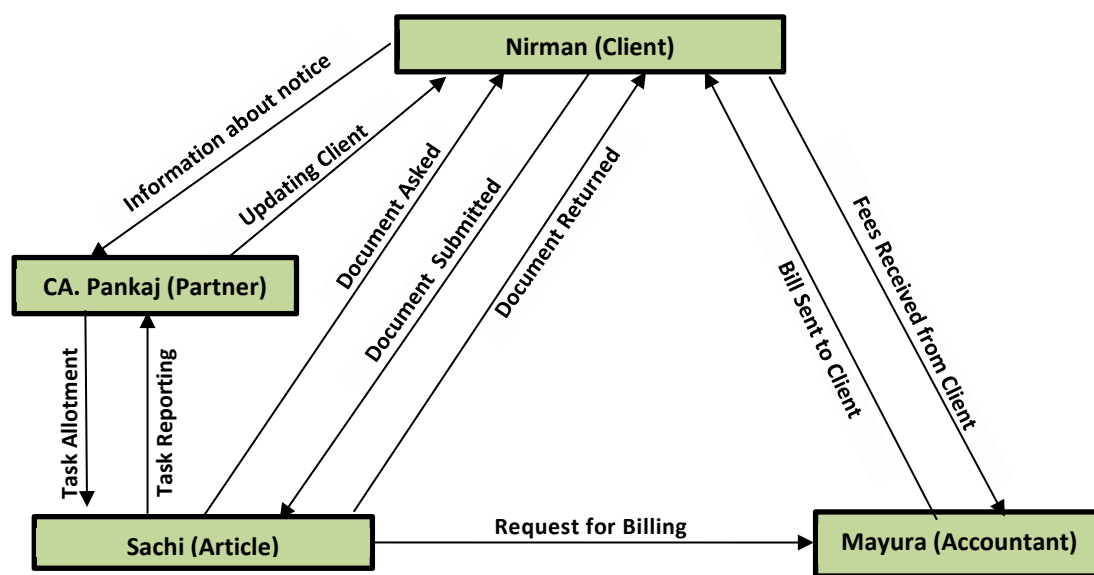 Nirman (Client)
Information about notice
Updating Client
Document Asked
Document Submitted
Document Returned
Bill Sent to Client
Fees Received from Client
CA. Pankaj (Partner)
Task Allotment
Task Reporting
Sachi (Article)
Request for Billing
Mayura (Accountant)